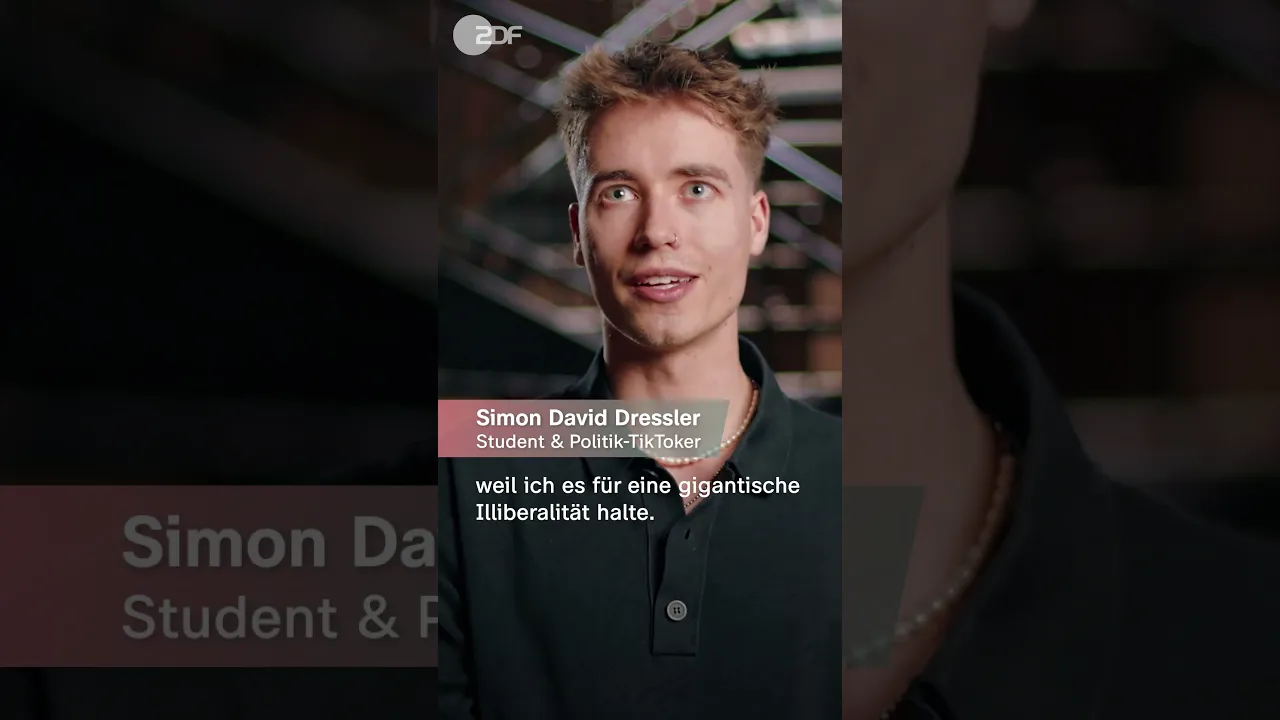 ZDF
Simon David Dressler
Student & Politik-TikToker
weil ich es für eine gigantische
Illiberalität halte.
Simon Da
Student & P